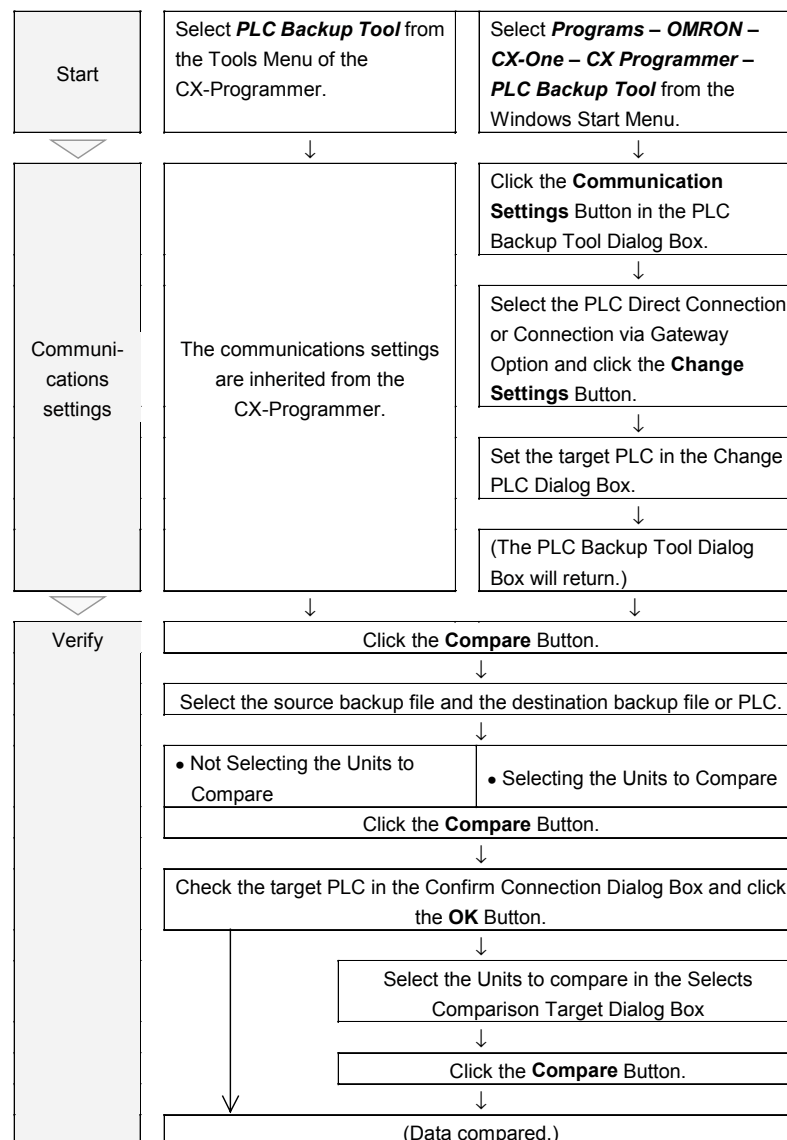 Start
Select PLC Backup Tool from
the Tools Menu of the
CX-Programmer.
Select Programs – OMRON –
CX-One – CX Programmer –
PLC Backup Tool from the
Windows Start Menu.
↓
↓
Communi-
cations
settings
The communications settings
are inherited from the
CX-Programmer.
Click the Communication
Settings Button in the PLC
Backup Tool Dialog Box.
↓
Select the PLC Direct Connection
or Connection via Gateway
Option and click the Change
Settings Button.
↓
Set the target PLC in the Change
PLC Dialog Box.
↓
(The PLC Backup Tool Dialog
Box will return.)
↓
↓
Verify
Click the Compare Button.
↓
Select the source backup file and the destination backup file or PLC.
↓
• Not Selecting the Units to
Compare
• Selecting the Units to Compare
Click the Compare Button.
↓
Check the target PLC in the Confirm Connection Dialog Box and click
the OK Button.
↓
Select the Units to compare in the Selects
Comparison Target Dialog Box
↓
Click the Compare Button.
↓
(Data compared.)